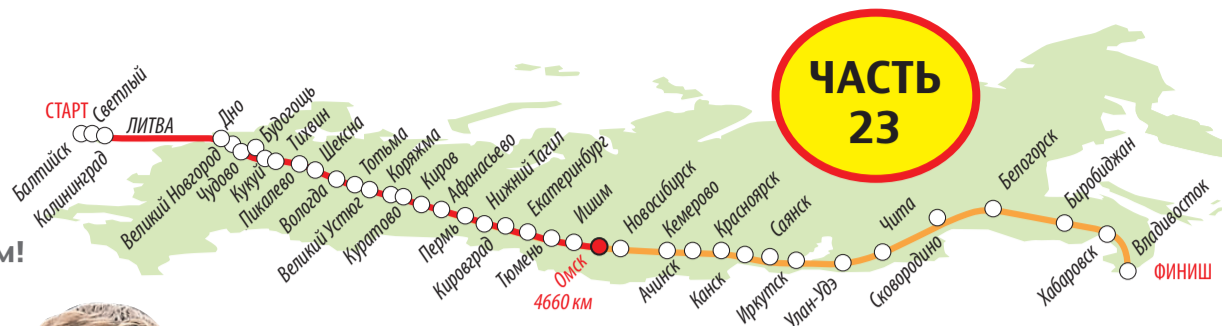 ЧАСТЬ
23
СТАРТ
Балтийск
Светлый
Калининград
ЛИТВА
Дно
Великий Новгород
Чудово
Будогощь
Кукуй
Тихвин
Пикалево
Шексна
Вологда
Тотьма
Великий Устюг
Коряжма
Куратово
Киров
Афанасьево
Пермь
Нижний Тагил
Кировград
Екатеринбург
Тюмень
Ишим
Омск
4660 км
Новосибирск
Кемерово
Ачинск
Красноярск
Канск
Саянск
Иркутск
Улан-Удэ
Чита
Сковородино
Белогорск
Биробиджан
Хабаровск
Владивосток
ФИНИШ
м!